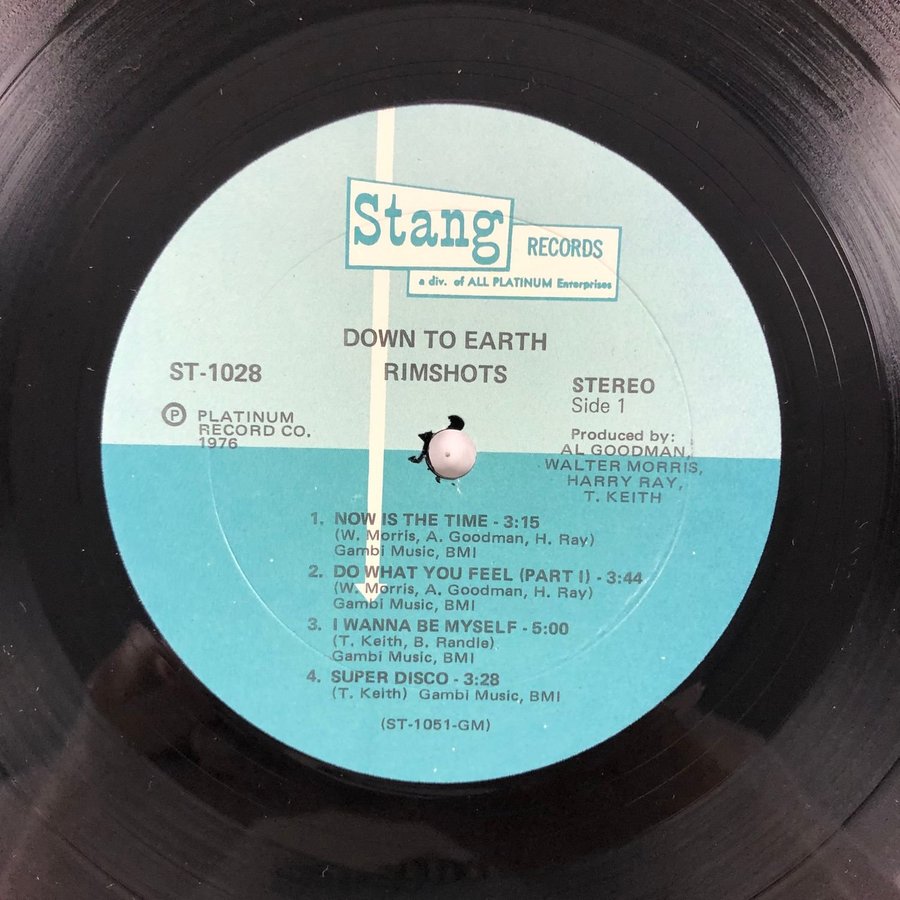 Stang
RECORDS
a div. of ALL PLATINUM Enterprises
DOWN TO EARTH
RIMSHOTS
ST-1028
Ⓟ PLATINUM
RECORD CO.
1976
STEREO
Side 1
Produced by:
AL GOODMAN,
WALTER MORRIS,
HARRY RAY,
T. KEITH
1. NOW IS THE TIME - 3:15
(W. Morris, A. Goodman, H. Ray)
Gambi Music, BMI
2. DO WHAT YOU FEEL (PART I) - 3:44
(W. Morris, A. Goodman, H. Ray)
Gambi Music, BMI
3. I WANNA BE MYSELF - 5:00
(T. Keith, B. Randle)
Gambi Music, BMI
4. SUPER DISCO - 3:28
(T. Keith) Gambi Music, BMI
(ST-1051-GM)